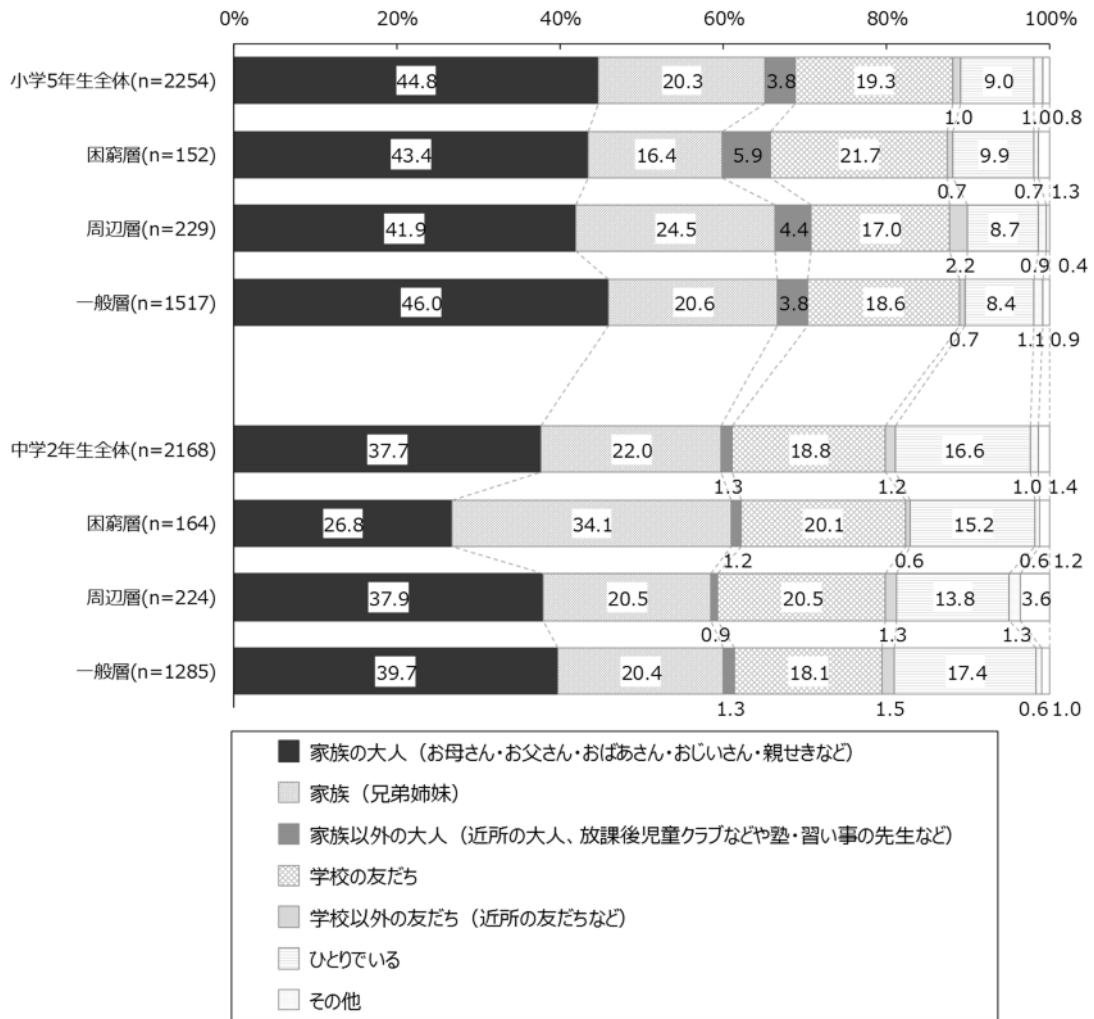 0% 20% 40% 60% 80% 100%
小学5年生全体(n=2254) 44.8 20.3 3.8 19.3 9.0
1.0 1.0 0.8
困窮層(n=152) 43.4 16.4 5.9 21.7 9.9
0.7 0.7 1.3
周辺層(n=229) 41.9 24.5 4.4 17.0 8.7
2.2 0.9 0.4
一般層(n=1517) 46.0 20.6 3.8 18.6 8.4
0.7 1.1 0.9
中学2年生全体(n=2168) 37.7 22.0 18.8 16.6
1.3 1.2 1.0 1.4
困窮層(n=164) 26.8 34.1 20.1 15.2
1.2 0.6 0.6 1.2
周辺層(n=224) 37.9 20.5 20.5 13.8 3.6
0.9 1.3 1.3
一般層(n=1285) 39.7 20.4 18.1 17.4
1.3 1.5 0.6 1.0
家族の大人（お母さん・お父さん・おばあさん・おじいさん・親せきなど）
家族（兄弟姉妹）
家族以外の大人（近所の大人、放課後児童クラブなどや塾・習い事の先生など）
学校の友だち
学校以外の友だち（近所の友だちなど）
ひとりでいる
その他